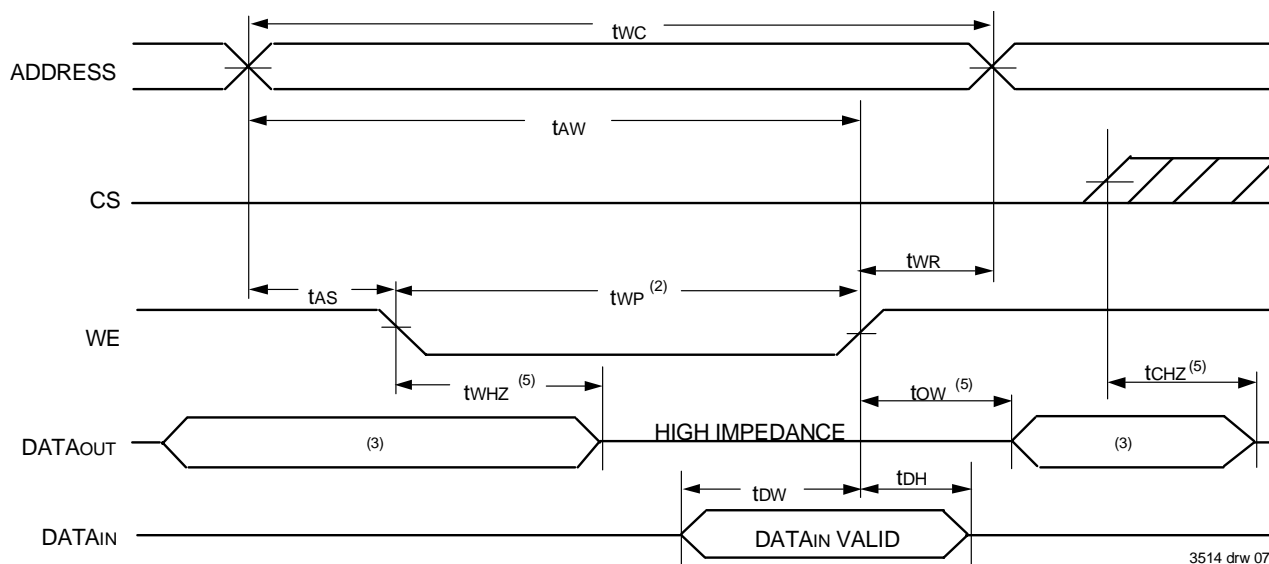 tWC
ADDRESS
tAW
CS
tWR
tAS
tWP (2)
WE
tWHZ (5)
tOW (5)
tCHZ (5)
DATAOUT
(3)
HIGH IMPEDANCE
(3)
tDW
tDH
DATAIN
DATAIN VALID
3514 drw 07